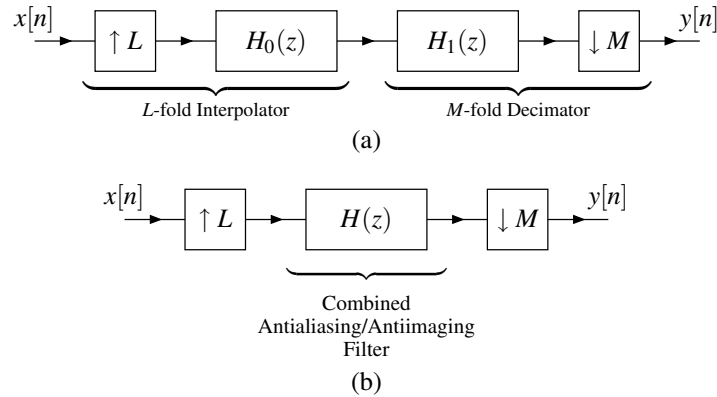 x[n] ↑ L H₀(z) H₁(z) ↓ M y[n]
L-fold Interpolator M-fold Decimator
(a)
x[n] ↑ L H(z) ↓ M y[n]
Combined
Antialiasing/Antiimaging
Filter
(b)